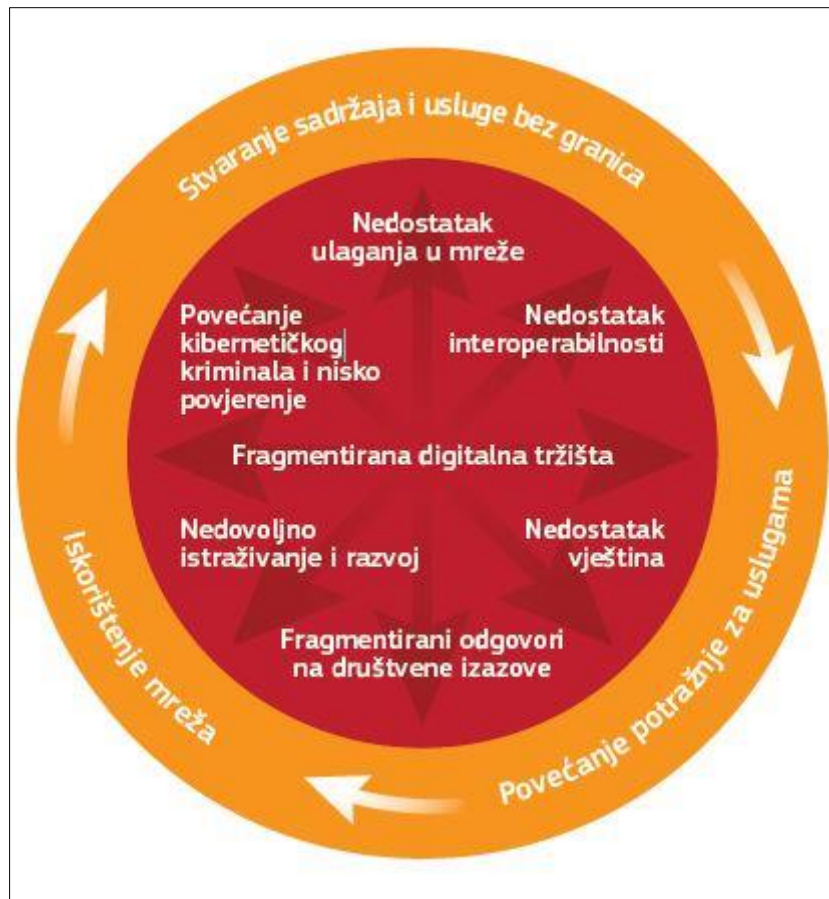 Stvaranje sadržaja i usluge bez granica
Nedostatak
ulaganja u mreže
Povećanje
kibernetičkog
kriminala i nisko
povjerenje
Nedostatak
interoperabilnosti
Fragmentirana digitalna tržišta
Nedovoljno
istraživanje i razvoj
Nedostatak
vještina
Fragmentirani odgovori
na društvene izazove
Povećanje potražnje za uslugama
Iskorištenje mreža